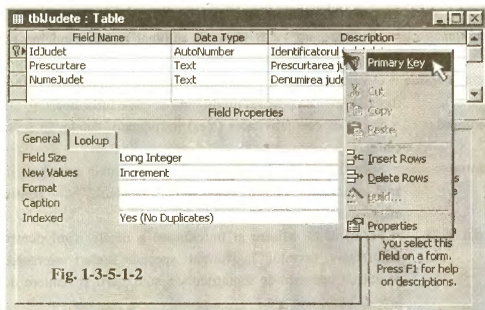 tblJudete : Table
Field Name Data Type Description
IdJudet AutoNumber Identificatorul
Prescurtare Text Prescurtarea ju
NumeJudet Text Denumirea jude
Primary Key
Cut
Copy
Paste
Insert Rows
Delete Rows
Build...
Properties
Field Properties
General Lookup
Field Size Long Integer
New Values Increment
Format
Caption
Indexed Yes (No Duplicates)
you select this
field on a form.
Press F1 for help
on descriptions.
Fig. 1-3-5-1-2